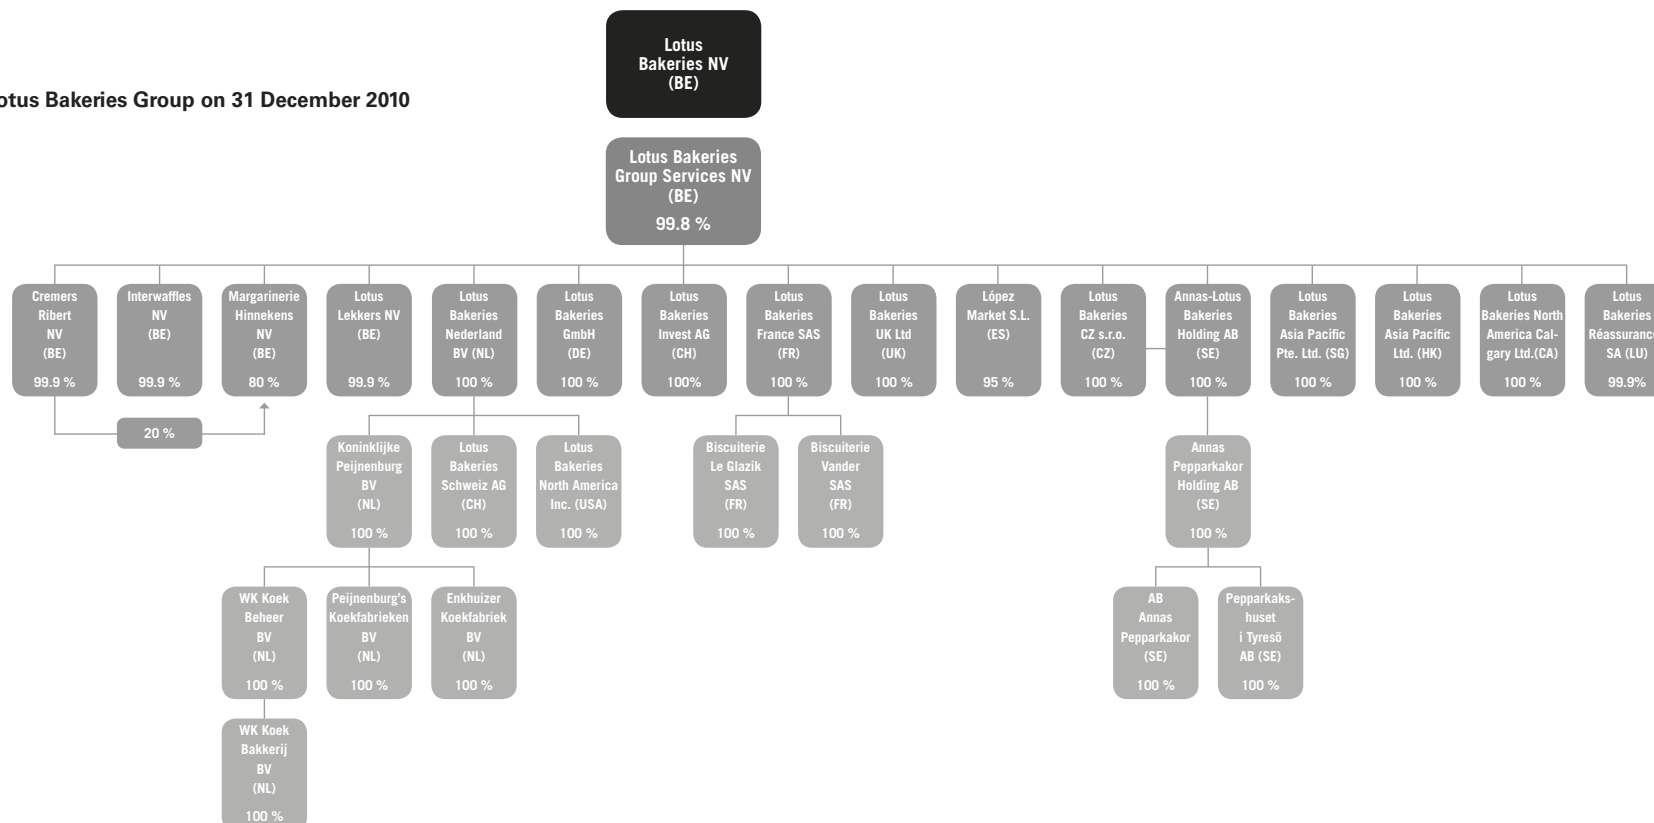 Lotus
Bakeries NV
(BE)
otus Bakeries Group on 31 December 2010
Lotus Bakeries
Group Services NV
(BE)
99.8 %
Cremers
Ribert
NV
(BE)
99.9 %
Interwaffles
NV
(BE)
99.9 %
Margarinerie
Hinnekens
NV
(BE)
80 %
Lotus
Lekkers NV
(BE)
99.9 %
Lotus
Bakeries
Nederland
BV (NL)
100 %
Lotus
Bakeries
GmbH
(DE)
100 %
Lotus
Bakeries
Invest AG
(CH)
100%
Lotus
Bakeries
France SAS
(FR)
100 %
Lotus
Bakeries
UK Ltd
(UK)
100 %
López
Market S.L.
(ES)
95 %
Lotus
Bakeries
CZ s.r.o.
(CZ)
100 %
Annas-Lotus
Bakeries
Holding AB
(SE)
100 %
Lotus
Bakeries
Asia Pacific
Pte. Ltd. (SG)
100 %
Lotus
Bakeries
Asia Pacific
Ltd. (HK)
100 %
Lotus
Bakeries North
America Cal-
gary Ltd.(CA)
100 %
Lotus
Bakeries
Réassurance
SA (LU)
99.9%
20 %
Koninklijke
Peijnenburg
BV
(NL)
100 %
Lotus
Bakeries
Schweiz AG
(CH)
100 %
Lotus
Bakeries
North America
Inc. (USA)
100 %
Biscuiterie
Le Glazik
SAS
(FR)
100 %
Biscuiterie
Vander
SAS
(FR)
100 %
Annas
Pepparkakor
Holding AB
(SE)
100 %
WK Koek
Beheer
BV
(NL)
100 %
Peijnenburg's
Koekfabrieken
BV
(NL)
100 %
Enkhuizer
Koekfabriek
BV
(NL)
100 %
AB
Annas
Pepparkakor
(SE)
100 %
Pepparkaks-
huset
i Tyresö
AB (SE)
100 %
WK Koek
Bakkerij
BV
(NL)
100 %